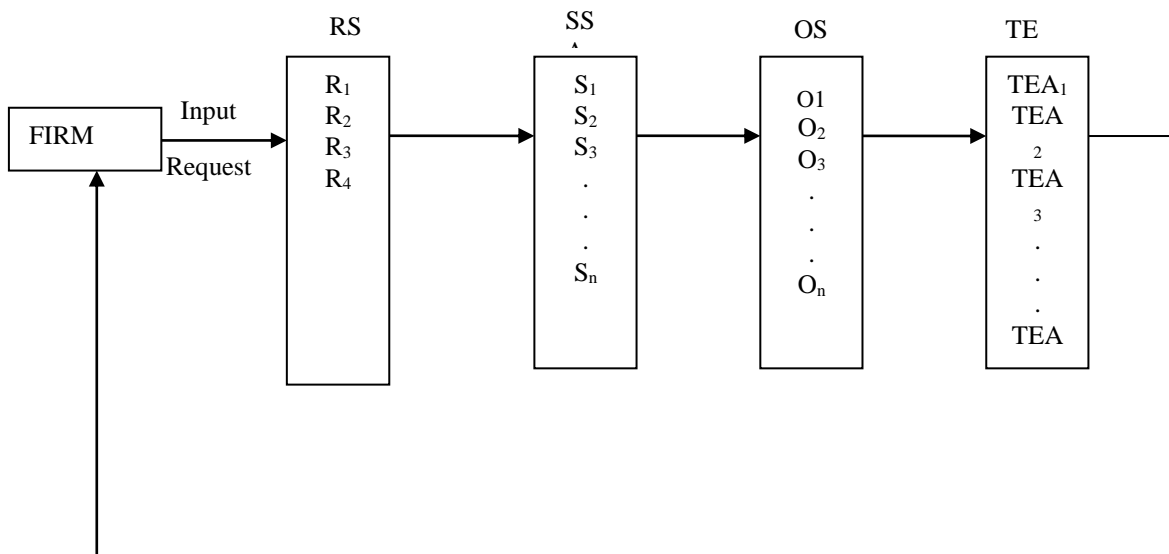 RS
SS
OS
TE
FIRM
Input
Request
R₁
R₂
R₃
R₄
S₁
S₂
S₃
.
.
.
Sₙ
O1
O₂
O₃
.
.
.
Oₙ
TEA₁
TEA
₂
TEA
₃
.
.
.
TEA